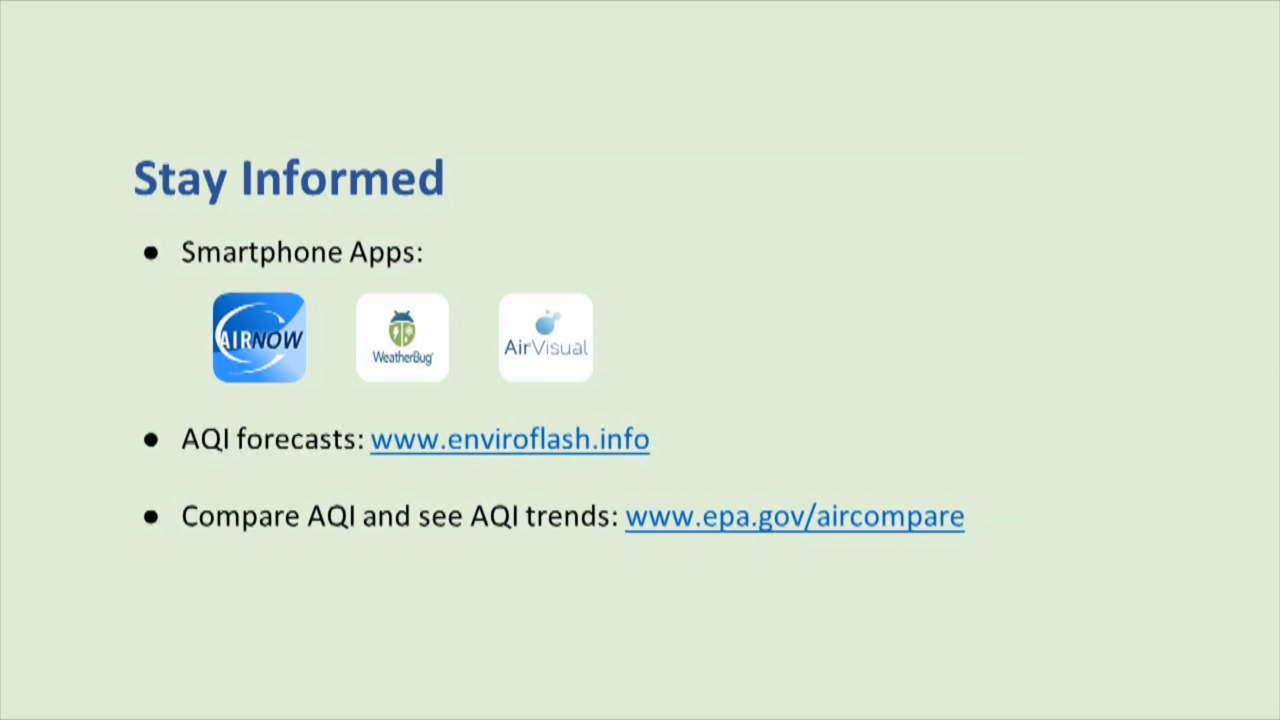 Stay Informed
● Smartphone Apps:
AIRNOW WeatherBug AirVisual
● AQI forecasts: www.enviroflash.info
● Compare AQI and see AQI trends: www.epa.gov/aircompare